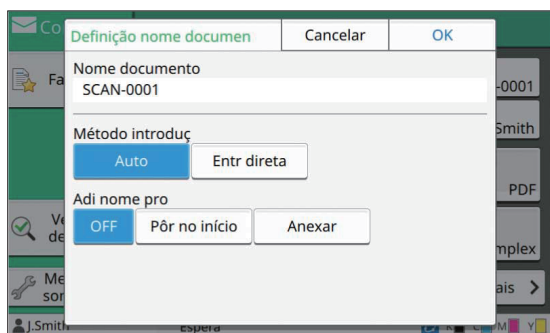 Co
Definição nome documen Cancelar OK
Nome documento
Fa SCAN-0001 -0001
Método introduç Smith
Auto Entr direta
Adi nome pro PDF
OFF Pôr no início Anexar
Ve
de mplex
Me
sor ais >
J.Smith Espera K C M Y